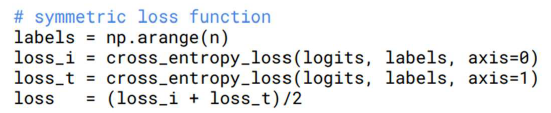 # symmetric loss function
labels = np.arange(n)
loss_i = cross_entropy_loss(logits, labels, axis=0)
loss_t = cross_entropy_loss(logits, labels, axis=1)
loss   = (loss_i + loss_t)/2